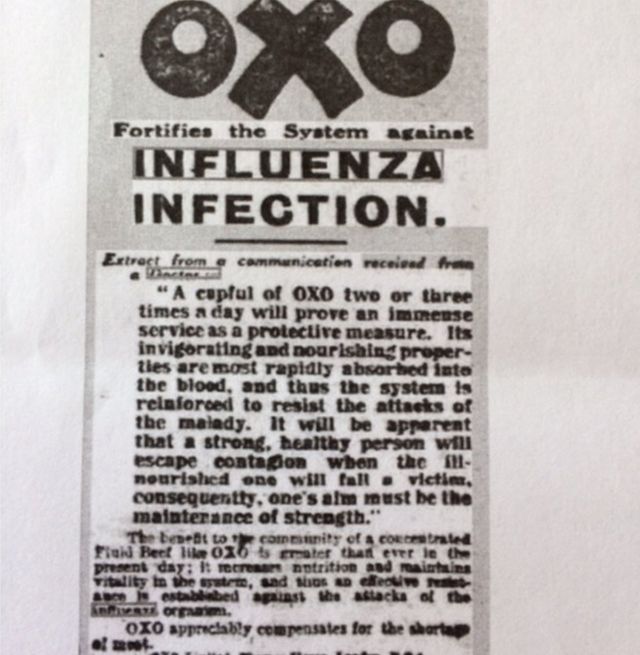 OXO
Fortifies the System against
INFLUENZA
INFECTION.
Extract from a communication received from
a Doctor:—
"A cupful of OXO two or three
times a day will prove an immense
service as a protective measure. Its
invigorating and nourishing proper-
ties are most rapidly absorbed into
the blood, and thus the system is
reinforced to resist the attacks of
the malady. It will be apparent
that a strong, healthy person will
escape contagion when the ill-
nourished one will fall a victim,
consequently, one's aim must be the
maintenance of strength."
The benefit to the community of a concentrated
Fluid Beef like OXO is greater than ever in the
present day; it increases nutrition and maintains
vitality in the system, and thus an effective resist-
ance is established against the attacks of the
influenza organism.
OXO appreciably compensates for the shortage
of meat.